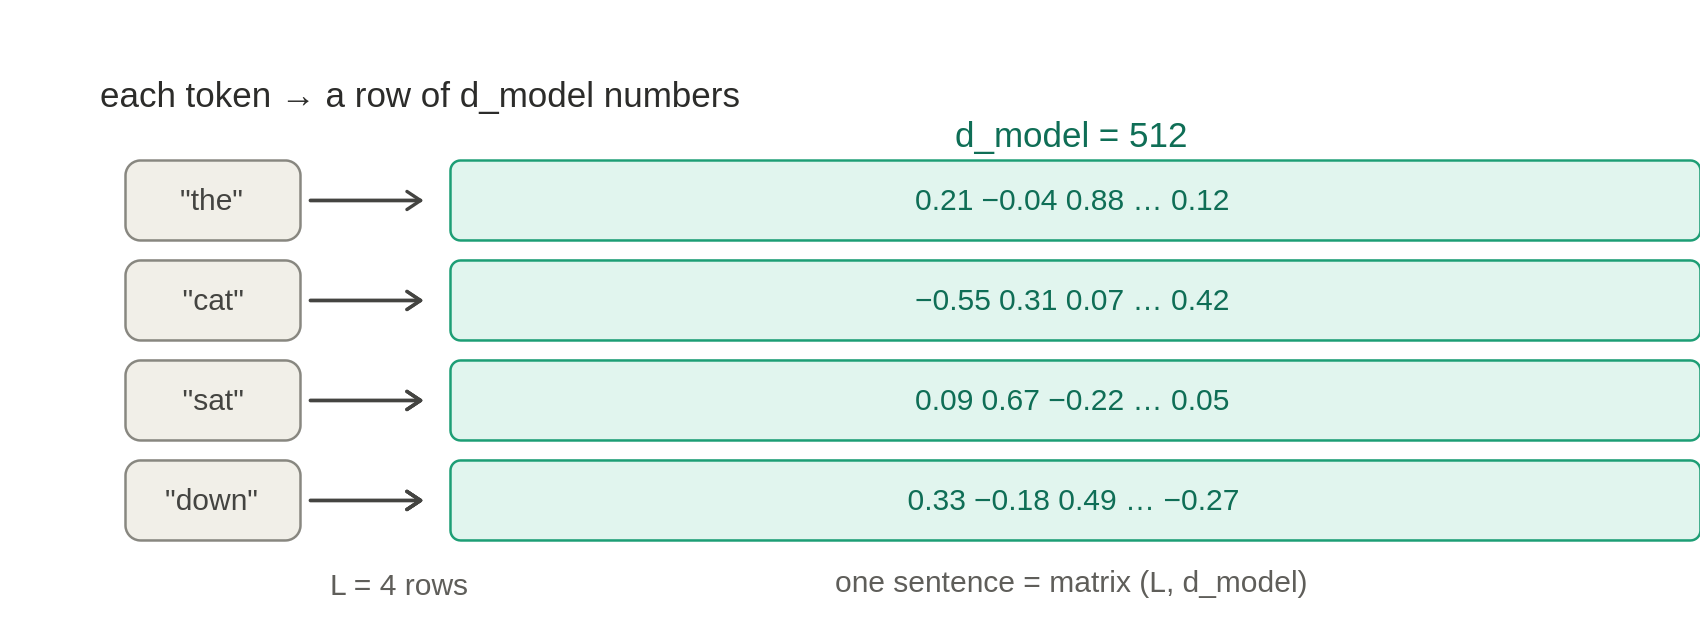 each token → a row of d_model numbers
d_model = 512
"the" 0.21 −0.04 0.88 … 0.12
"cat" −0.55 0.31 0.07 … 0.42
"sat" 0.09 0.67 −0.22 … 0.05
"down" 0.33 −0.18 0.49 … −0.27
L = 4 rows
one sentence = matrix (L, d_model)